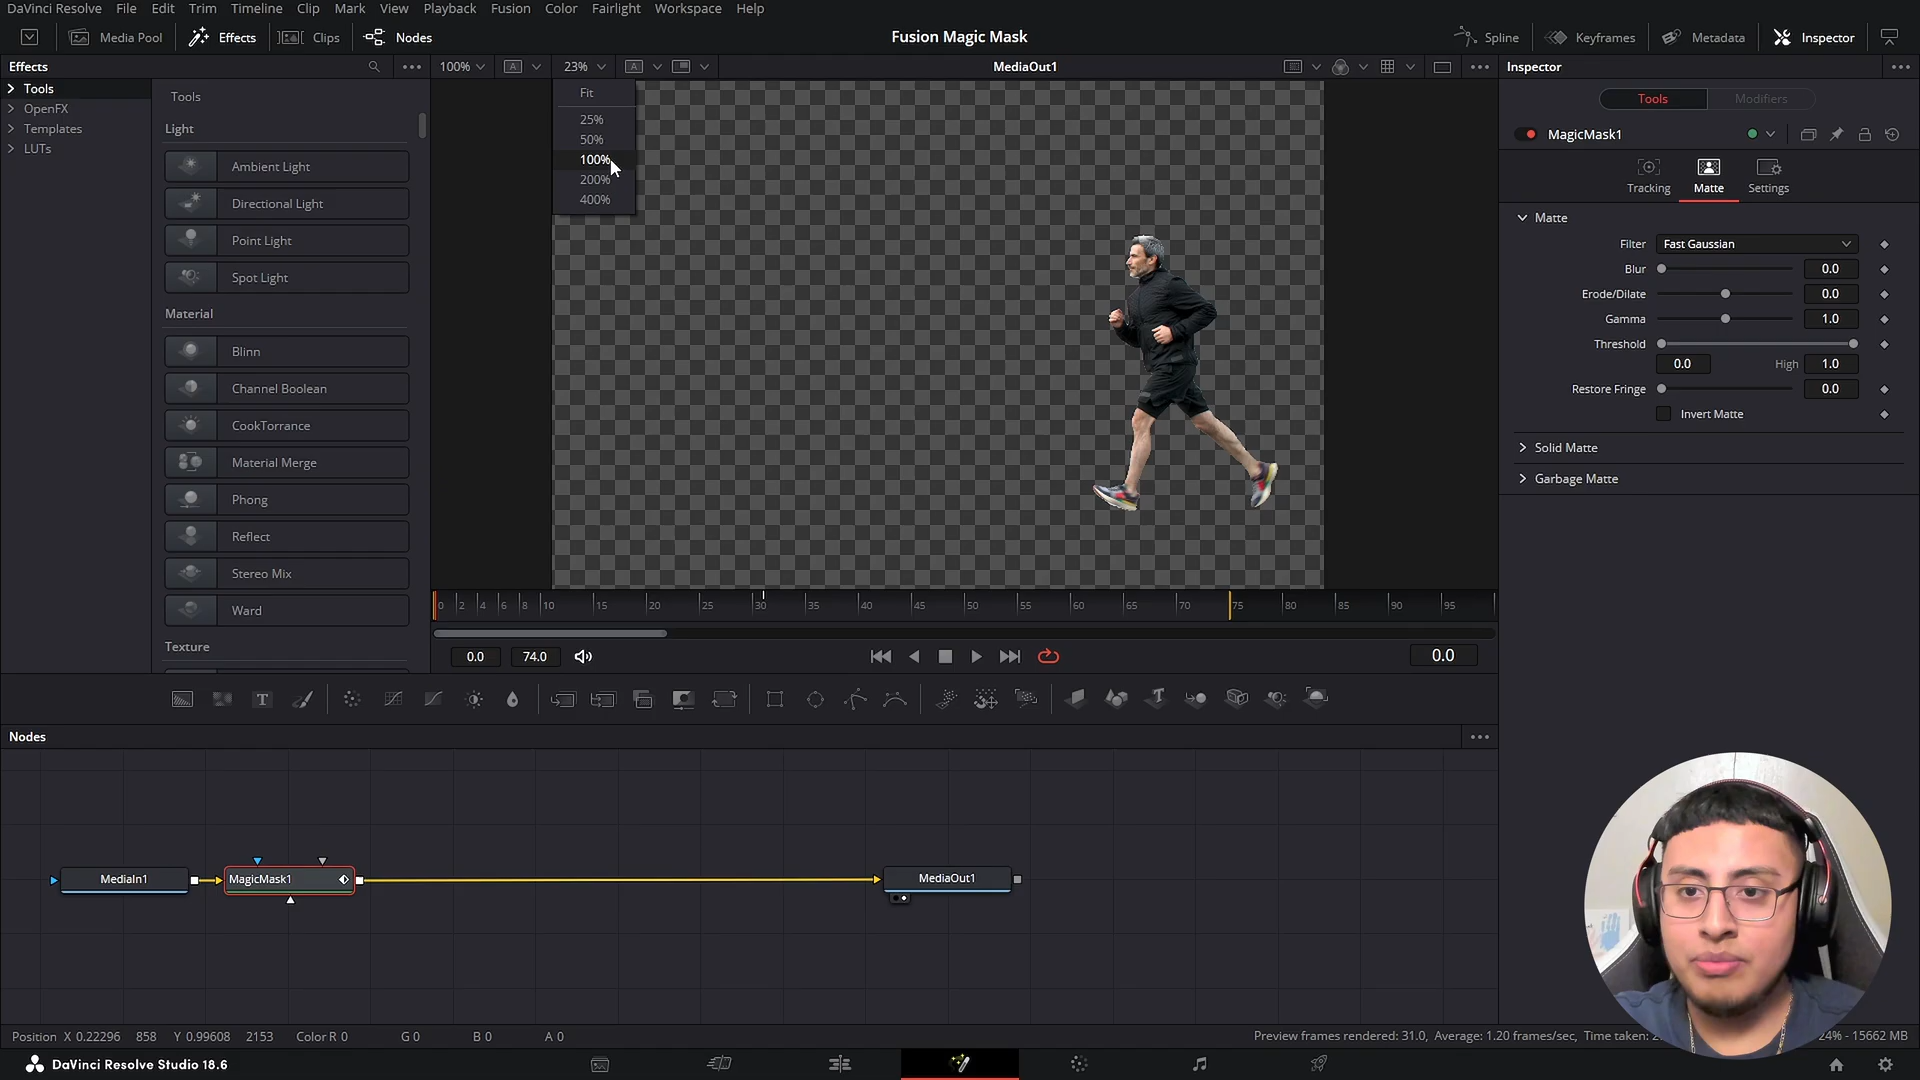 DaVinci Resolve File Edit Trim Timeline Clip Mark View Playback Fusion Color Fairlight Workspace Help
Media Pool Effects Clips Nodes
Fusion Magic Mask
Spline Keyframes Metadata Inspector
Effects
100% 23% MediaOut1
Inspector
Tools
OpenFX
Templates
LUTs
Tools
Light
Ambient Light
Directional Light
Point Light
Spot Light
Material
Blinn
Channel Boolean
CookTorrance
Material Merge
Phong
Reflect
Stereo Mix
Ward
Texture
Fit
25%
50%
100%
200%
400%
0 2 4 6 8 10 15 20 25 30 35 40 45 50 55 60 65 70 75 80 85 90 95
0.0 74.0 0.0
Tools Modifiers
MagicMask1
Tracking Matte Settings
Matte
Filter Fast Gaussian
Blur 0.0
Erode/Dilate 0.0
Gamma 1.0
Threshold
0.0 High 1.0
Restore Fringe 0.0
Invert Matte
Solid Matte
Garbage Matte
Nodes
MediaIn1 MagicMask1 MediaOut1
Position X 0.22296 858 Y 0.99608 2153 Color R 0 G 0 B 0 A 0
Preview frames rendered: 31.0, Average: 1.20 frames/sec, Time taken: 2
24% - 15662 MB
DaVinci Resolve Studio 18.6